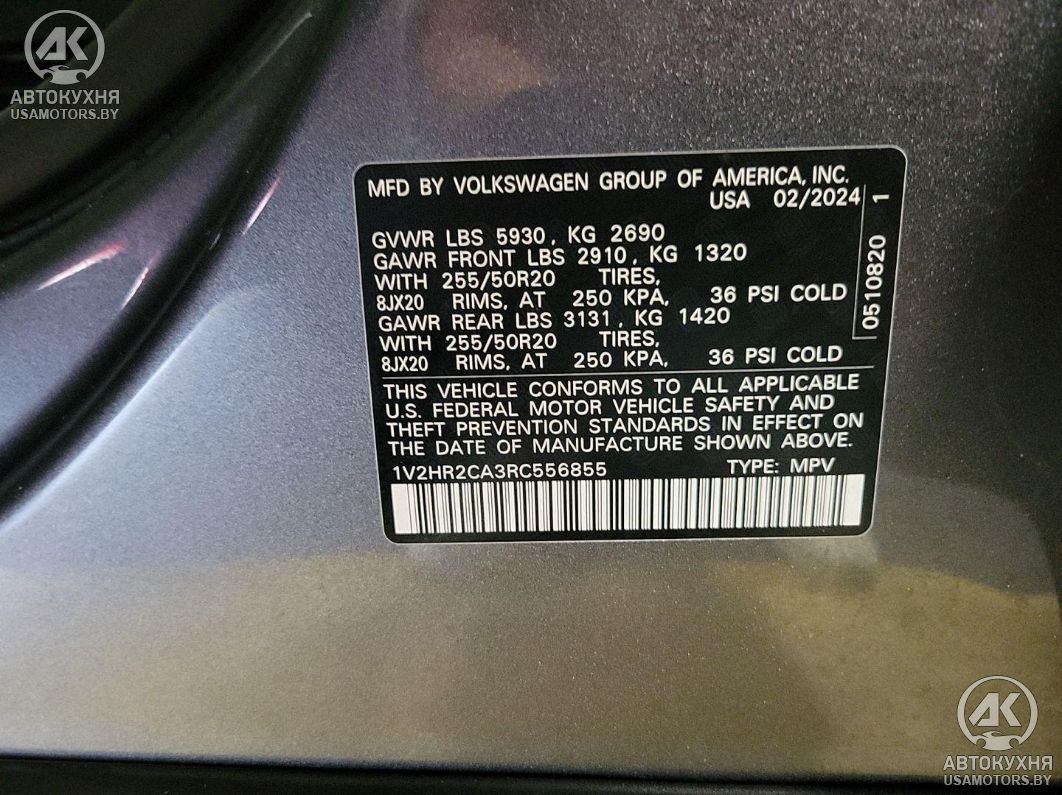 AK
АВТОКУХНЯ
USAMOTORS.BY
MFD BY VOLKSWAGEN GROUP OF AMERICA, INC.
USA 02/2024
GVWR LBS 5930, KG 2690
GAWR FRONT LBS 2910, KG 1320
WITH 255/50R20 TIRES,
8JX20 RIMS, AT 250 KPA, 36 PSI COLD
GAWR REAR LBS 3131, KG 1420
WITH 255/50R20 TIRES,
8JX20 RIMS, AT 250 KPA, 36 PSI COLD
0510820 1
THIS VEHICLE CONFORMS TO ALL APPLICABLE
U.S. FEDERAL MOTOR VEHICLE SAFETY AND
THEFT PREVENTION STANDARDS IN EFFECT ON
THE DATE OF MANUFACTURE SHOWN ABOVE.
1V2HR2CA3RC556855 TYPE: MPV
AK
АВТОКУХНЯ
USAMOTORS.BY